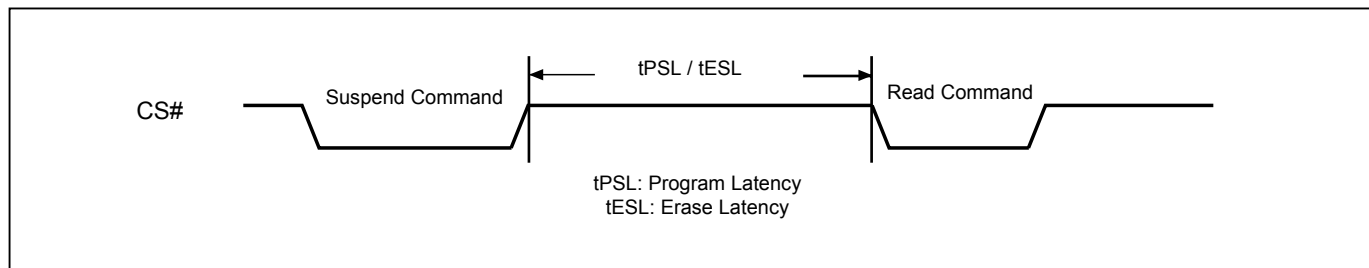 tPSL / tESL
Suspend Command
Read Command
CS#
tPSL: Program Latency
tESL: Erase Latency